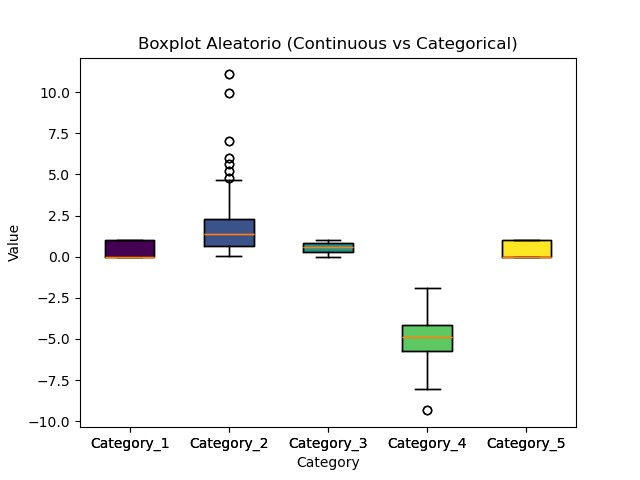 Boxplot Aleatorio (Continuous vs Categorical)
10.0
7.5
5.0
2.5
0.0
−2.5
−5.0
−7.5
−10.0
Value
Category_1 Category_2 Category_3 Category_4 Category_5
Category